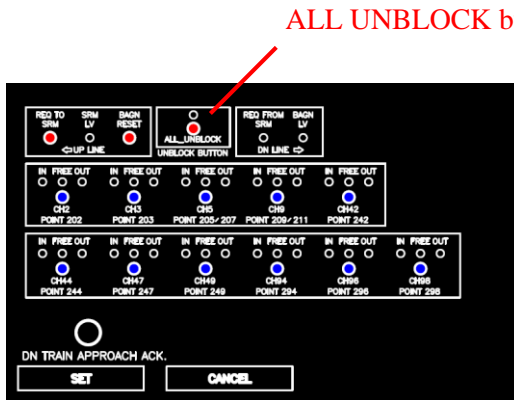 ALL UNBLOCK b
REQ TO SRM SRM LV BAGN RESET
⇦UP LINE
ALL_UNBLOCK
UNBLOCK BUTTON
REQ FROM SRM BAGN LV
DN LINE ⇨
IN FREE OUT IN FREE OUT IN FREE OUT IN FREE OUT IN FREE OUT
CH2 CH3 CH5 CH9 CH42
POINT 202 POINT 203 POINT 205/207 POINT 209/211 POINT 242
IN FREE OUT IN FREE OUT IN FREE OUT IN FREE OUT IN FREE OUT IN FREE OUT
CH44 CH47 CH49 CH94 CH96 CH98
POINT 244 POINT 247 POINT 249 POINT 294 POINT 296 POINT 298
DN TRAIN APPROACH ACK.
SET CANCEL